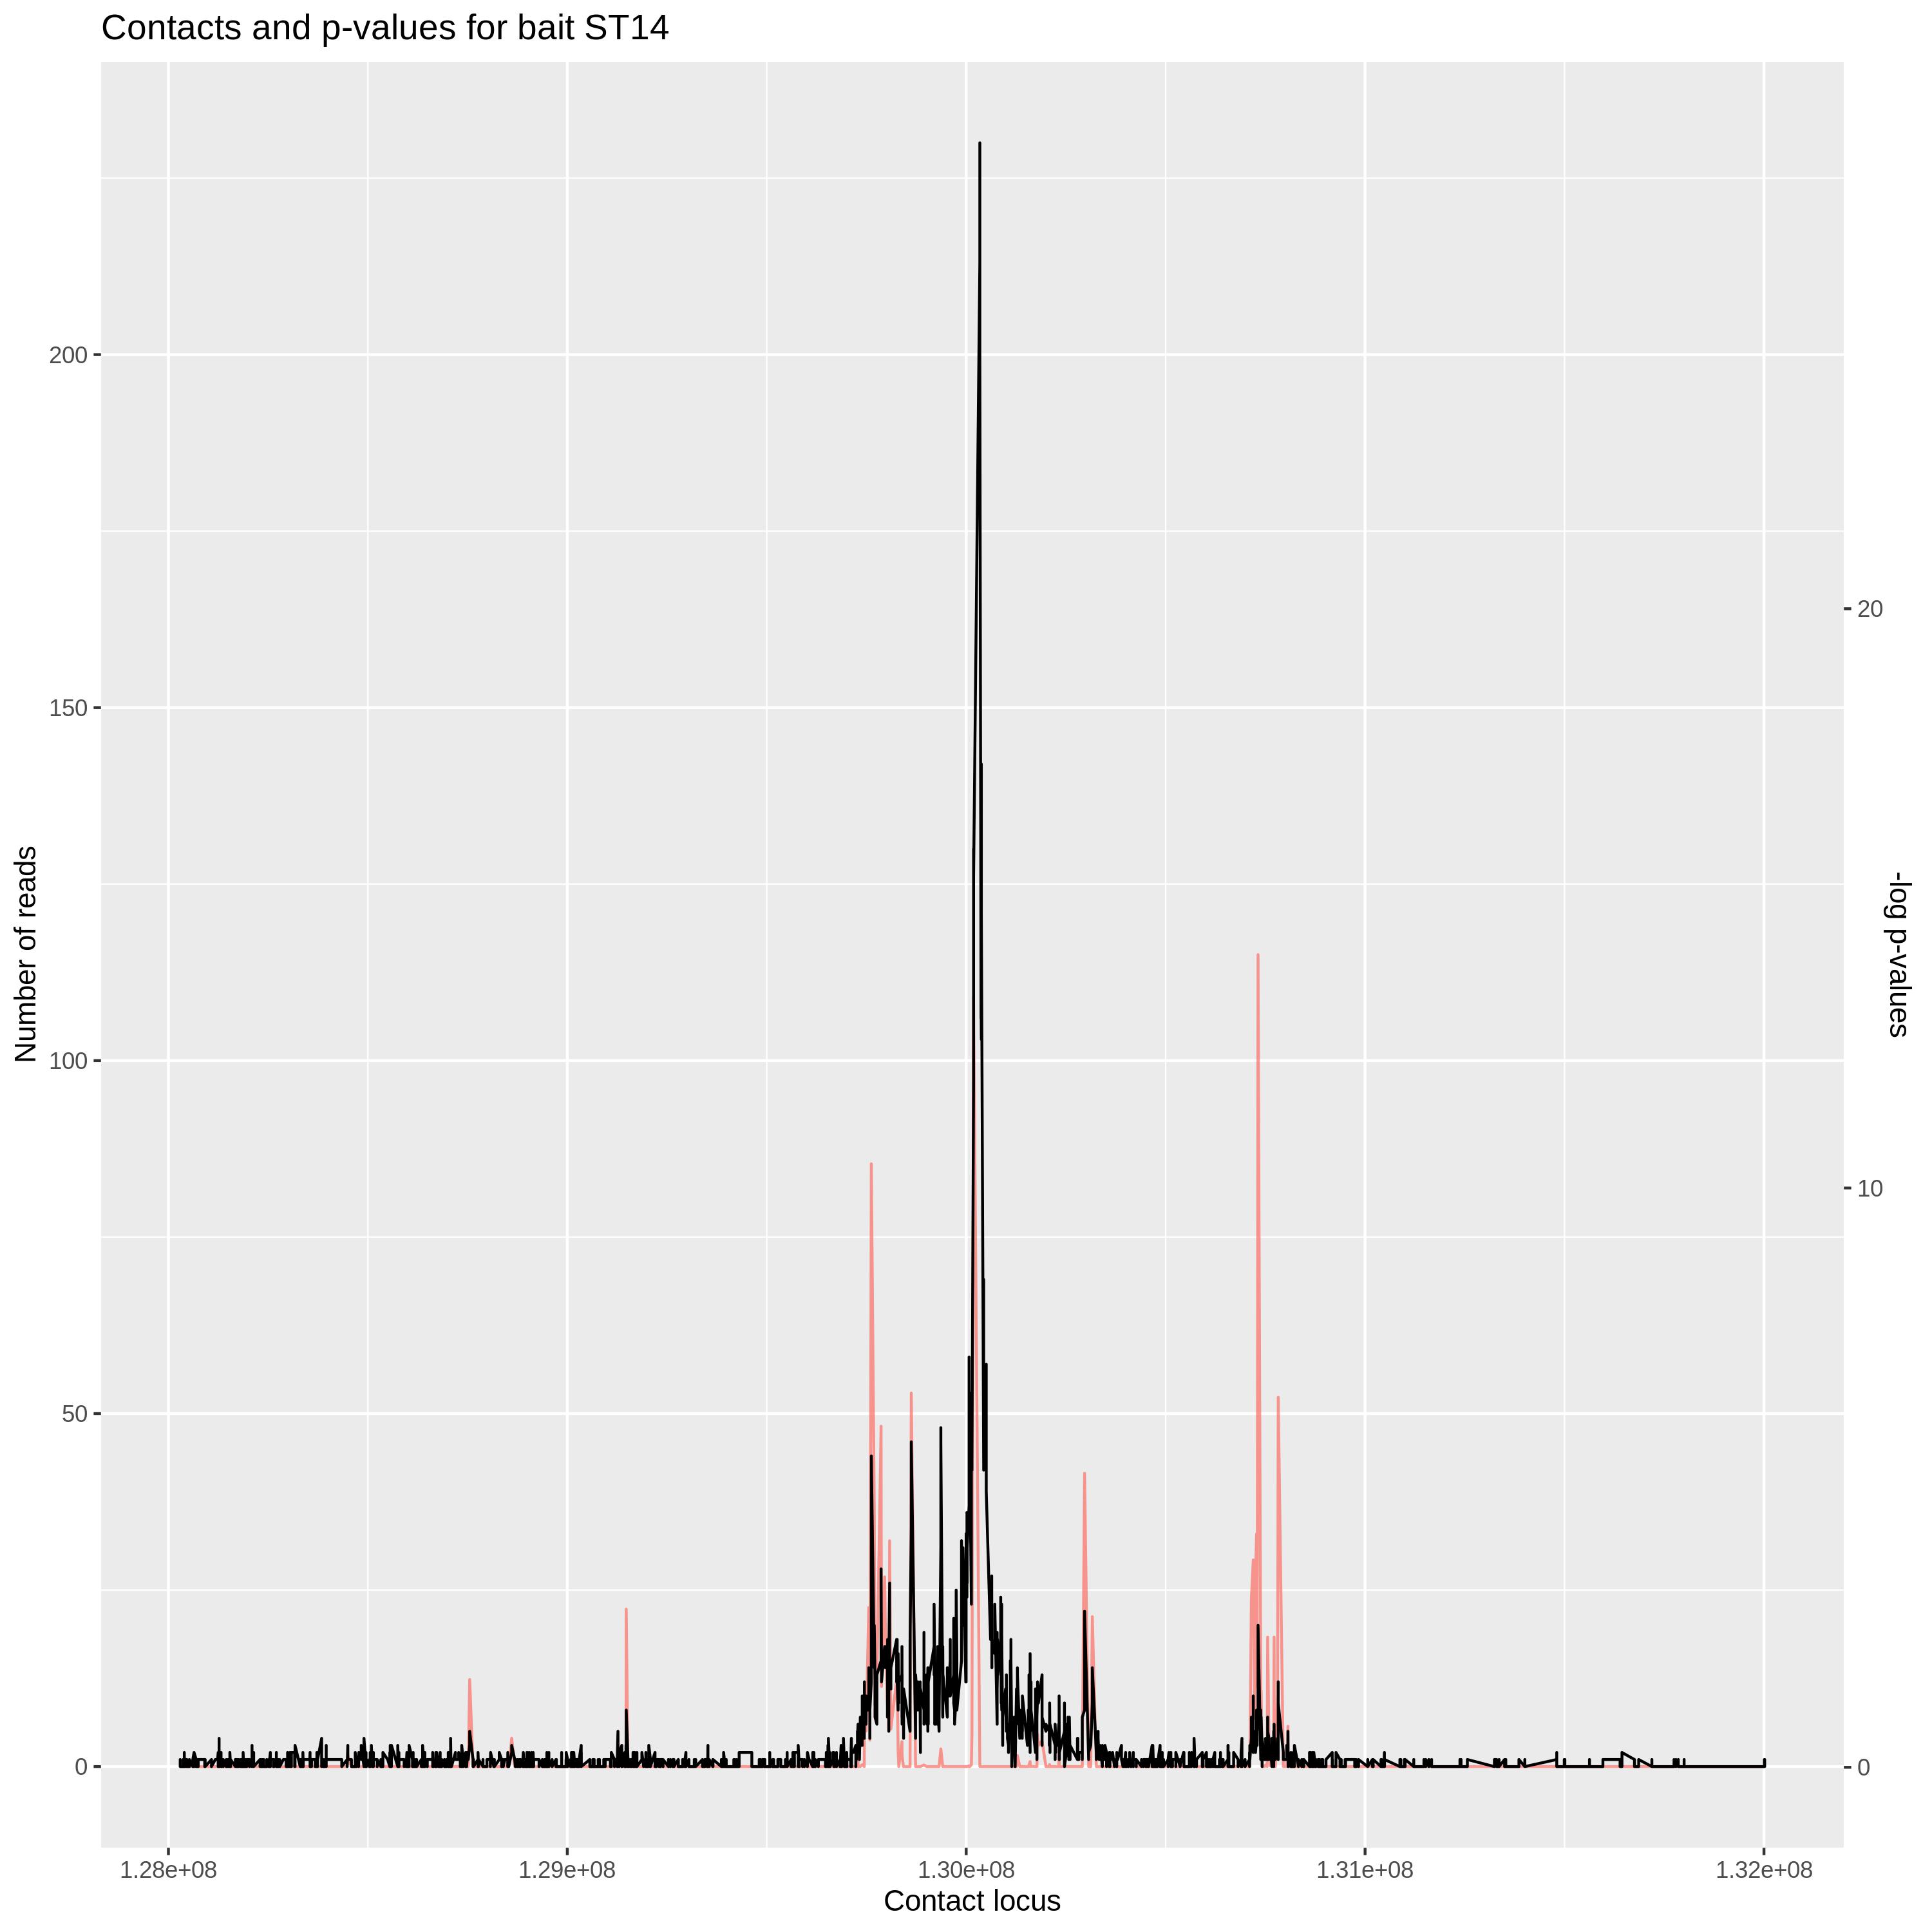 Contacts and p-values for bait ST14
Number of reads
200
150
100
50
0
20
10
0
-log p-values
1.28e+08 1.29e+08 1.30e+08 1.31e+08 1.32e+08
Contact locus